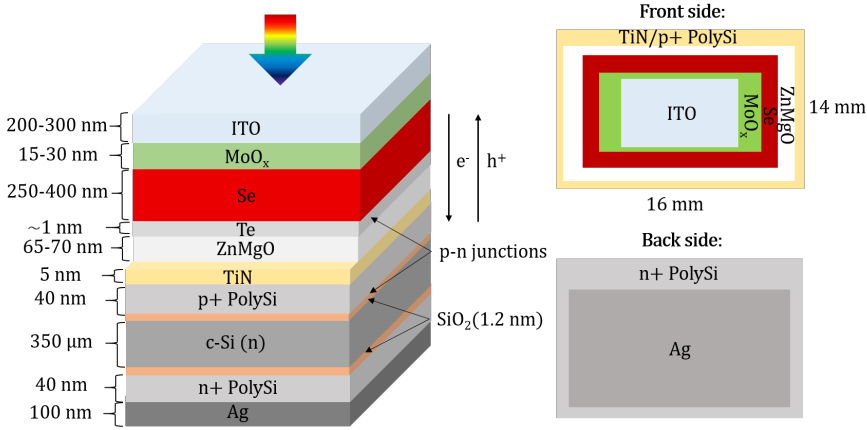 200-300 nm
15-30 nm
250-400 nm
~1 nm
65-70 nm
5 nm
40 nm
350 μm
40 nm
100 nm
ITO
MoOₓ
Se
Te
ZnMgO
TiN
p+ PolySi
c-Si (n)
n+ PolySi
Ag
e⁻
h⁺
p-n junctions
SiO₂(1.2 nm)
Front side:
TiN/p+ PolySi
ITO
MoOₓ
Se
ZnMgO
14 mm
16 mm
Back side:
n+ PolySi
Ag